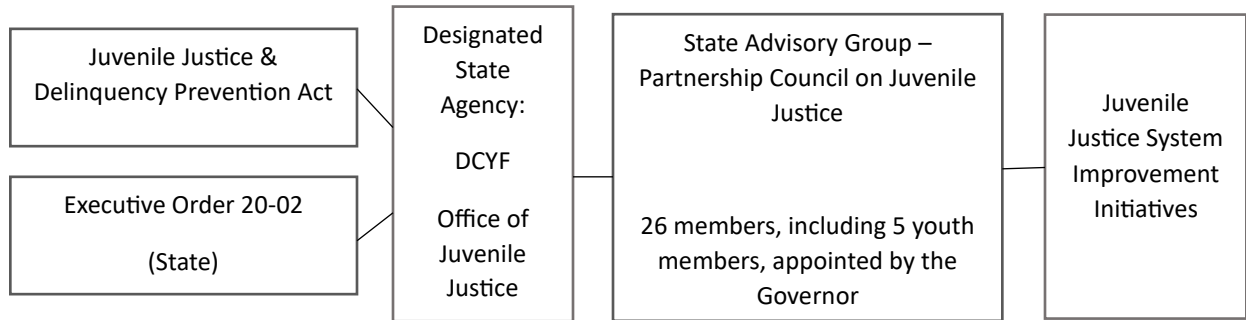 Juvenile Justice &
Delinquency Prevention Act
Executive Order 20-02
(State)
Designated
State
Agency:
DCYF
Office of
Juvenile
Justice
State Advisory Group –
Partnership Council on Juvenile
Justice
26 members, including 5 youth
members, appointed by the
Governor
Juvenile
Justice System
Improvement
Initiatives